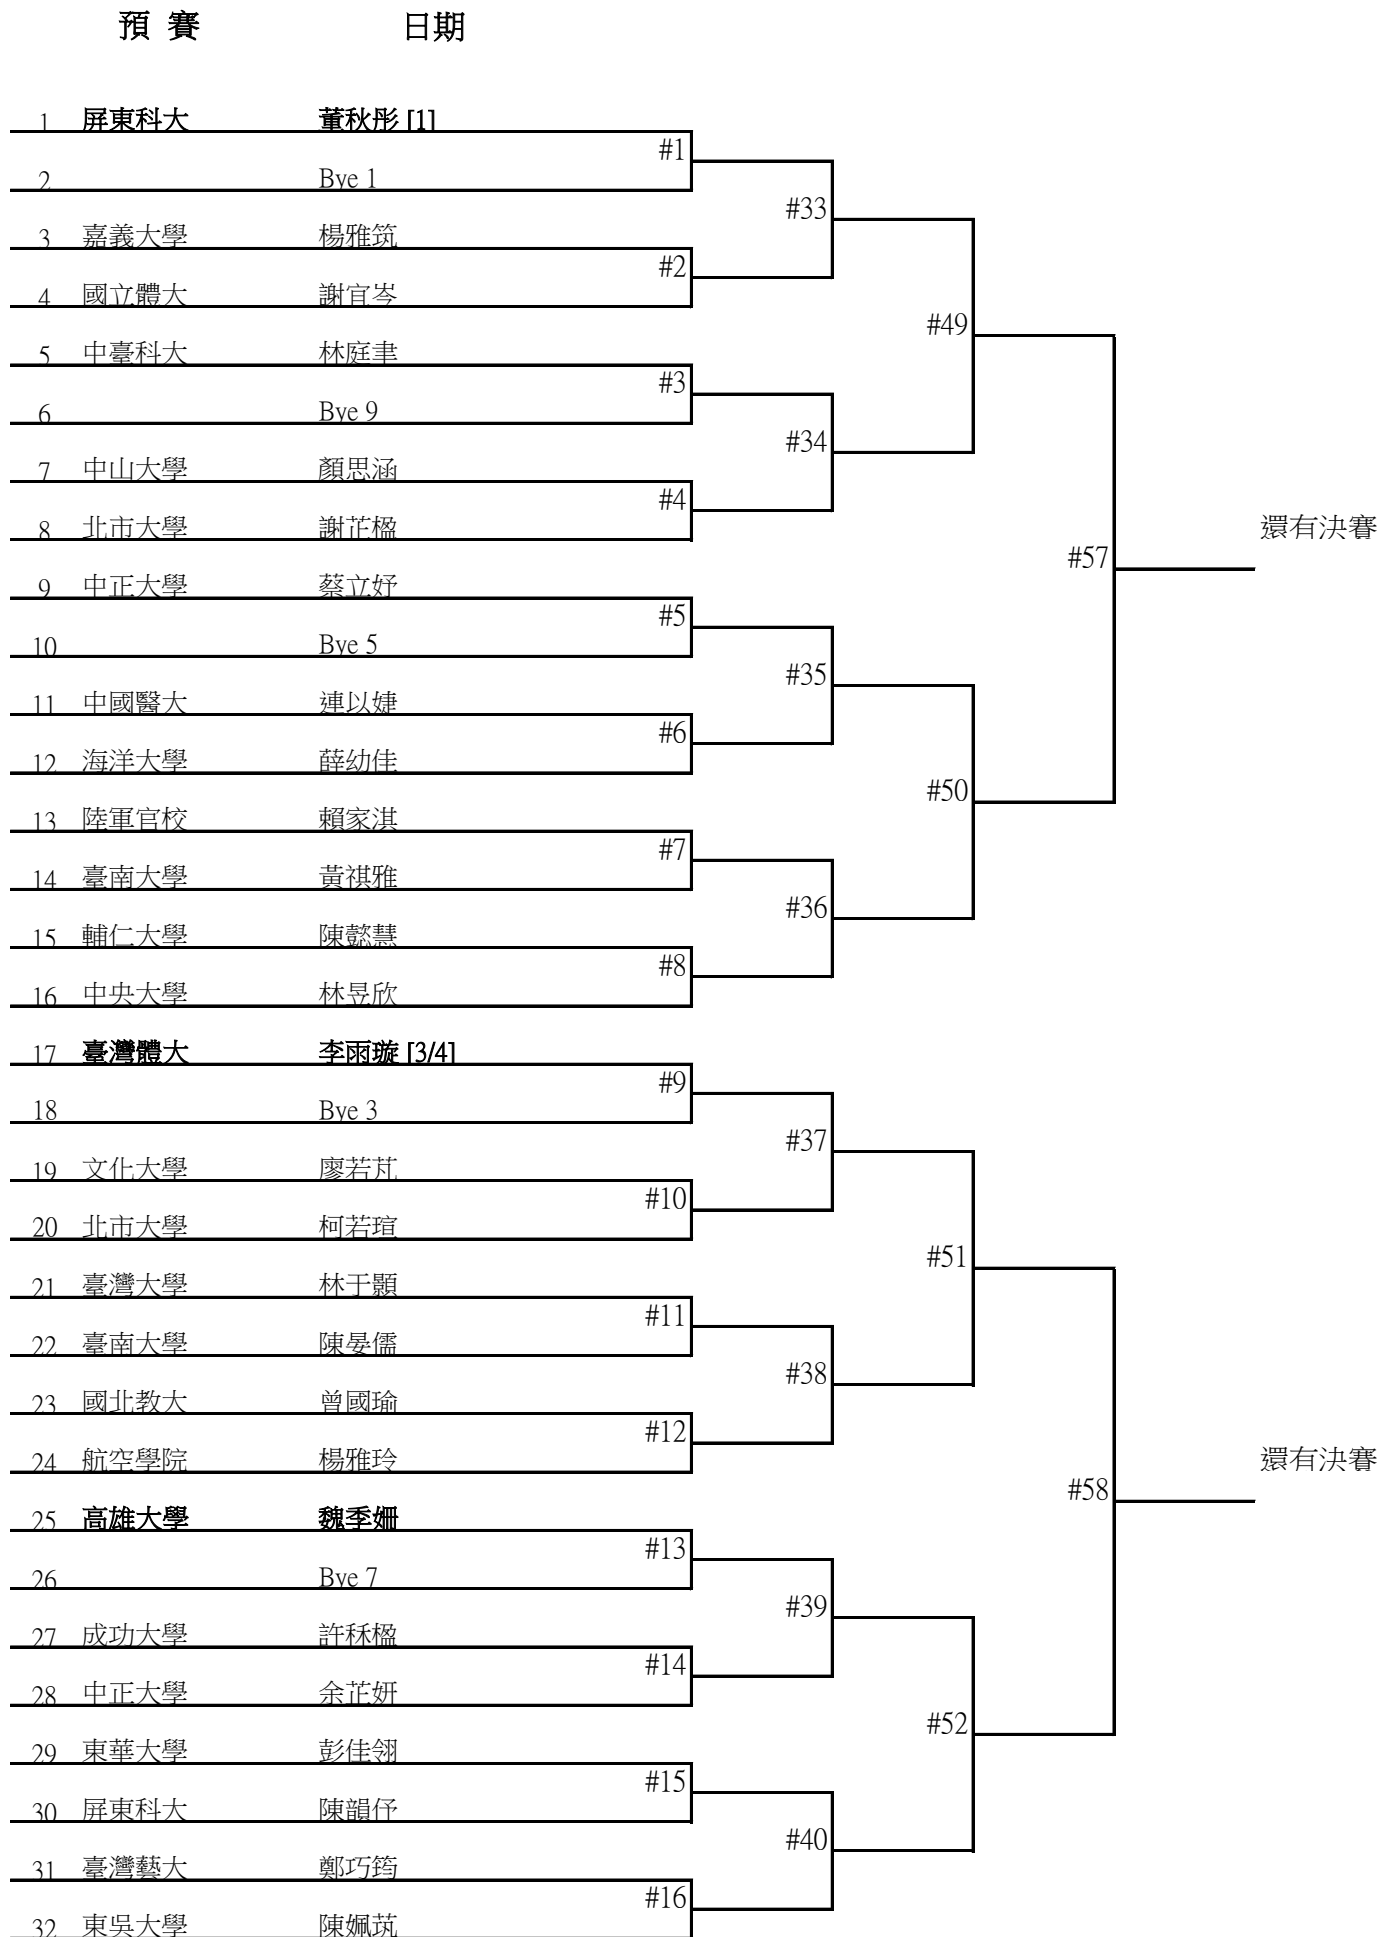 預 賽 日期
1 屏東科大 董秋彤 [1]
#1
2 Bye 1
#33
3 嘉義大學 楊雅筑
#2
4 國立體大 謝宜岑
#49
5 中臺科大 林庭聿
#3
6 Bye 9
#34
7 中山大學 顏思涵
#4
8 北市大學 謝芷楹
還有決賽
#57
9 中正大學 蔡立妤
#5
10 Bye 5
#35
11 中國醫大 連以婕
#6
12 海洋大學 薛幼佳
#50
13 陸軍官校 賴家淇
#7
14 臺南大學 黃祺雅
#36
15 輔仁大學 陳懿慧
#8
16 中央大學 林昱欣
17 臺灣體大 李雨璇 [3/4]
#9
18 Bye 3
#37
19 文化大學 廖若芃
#10
20 北市大學 柯若瑄
#51
21 臺灣大學 林于顥
#11
22 臺南大學 陳晏儒
#38
23 國北教大 曾國瑜
#12
24 航空學院 楊雅玲
還有決賽
#58
25 高雄大學 魏季姍
#13
26 Bye 7
#39
27 成功大學 許秝楹
#14
28 中正大學 余芷妍
#52
29 東華大學 彭佳翎
#15
30 屏東科大 陳韻伃
#40
31 臺灣藝大 鄭巧筠
#16
32 東吳大學 陳姵苡